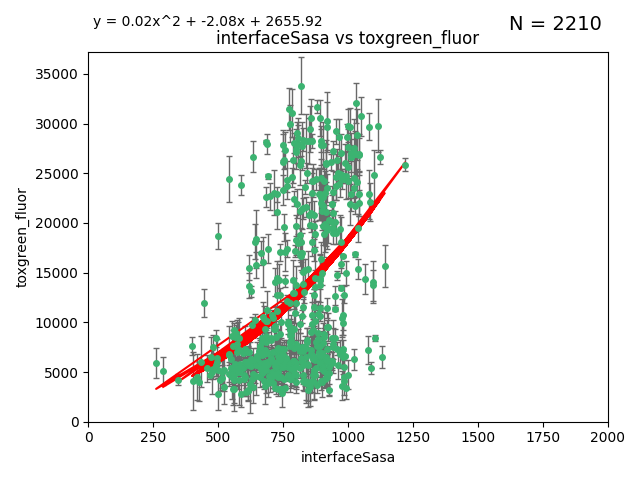 y = 0.02x^2 + -2.08x + 2655.92
N = 2210
interfaceSasa vs toxgreen_fluor
toxgreen_fluor
35000
30000
25000
20000
15000
10000
5000
0
0 250 500 750 1000 1250 1500 1750 2000
interfaceSasa